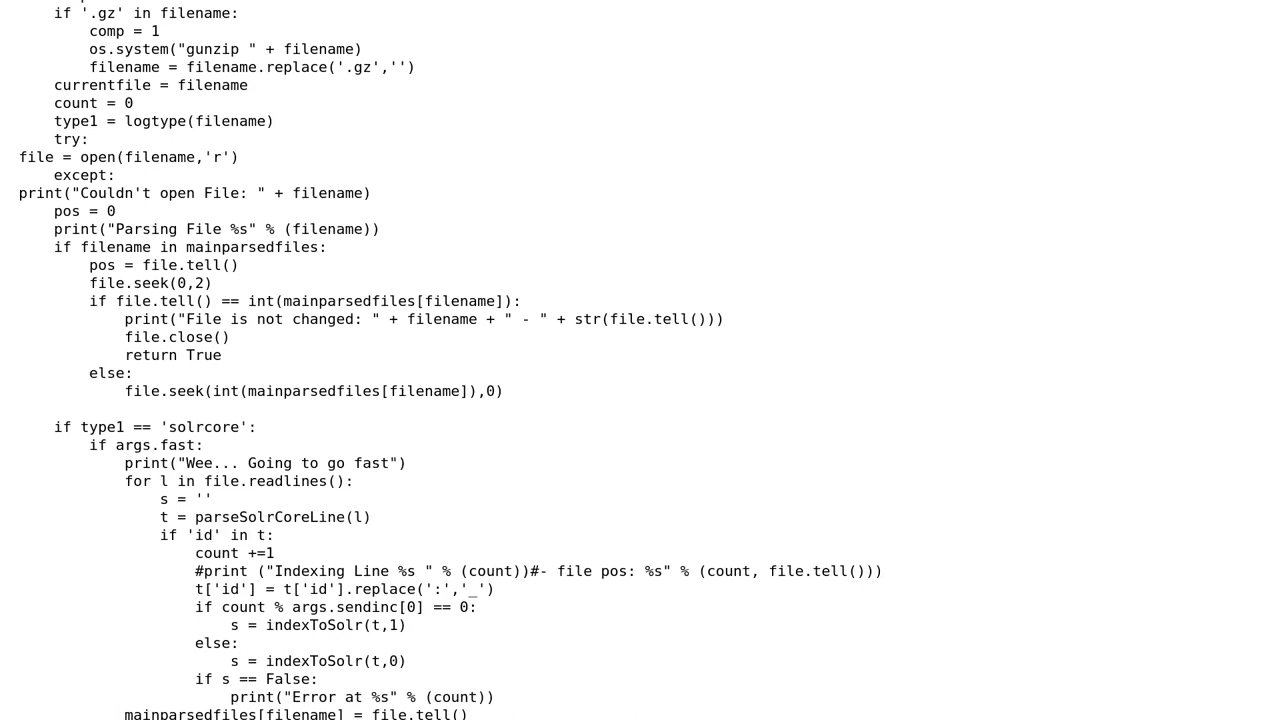 if '.gz' in filename:
comp = 1
os.system("gunzip " + filename)
filename = filename.replace('.gz','')
currentfile = filename
count = 0
type1 = logtype(filename)
try:
file = open(filename,'r')
except:
print("Couldn't open File: " + filename)
pos = 0
print("Parsing File %s" % (filename))
if filename in mainparsedfiles:
pos = file.tell()
file.seek(0,2)
if file.tell() == int(mainparsedfiles[filename]):
print("File is not changed: " + filename + " - " + str(file.tell()))
file.close()
return True
else:
file.seek(int(mainparsedfiles[filename]),0)
if type1 == 'solrcore':
if args.fast:
print("Wee... Going to go fast")
for l in file.readlines():
s = ''
t = parseSolrCoreLine(l)
if 'id' in t:
count +=1
#print ("Indexing Line %s " % (count))#- file pos: %s" % (count, file.tell()))
t['id'] = t['id'].replace(':','_')
if count % args.sendinc[0] == 0:
s = indexToSolr(t,1)
else:
s = indexToSolr(t,0)
if s == False:
print("Error at %s" % (count))
mainparsedfiles[filename] = file.tell()